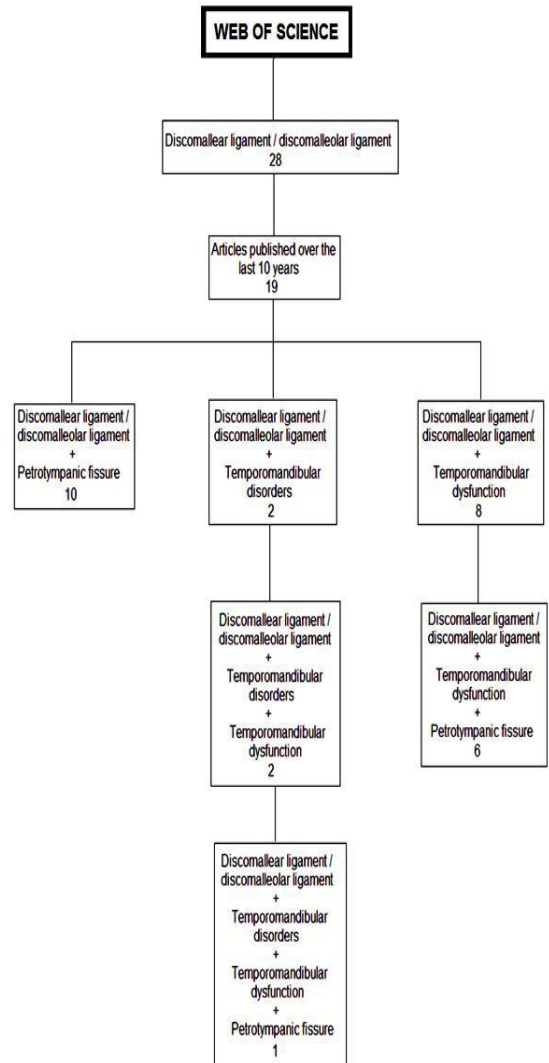 WEB OF SCIENCE
Discomallear ligament / discomalleolar ligament
28
Articles published over the
last 10 years
19
Discomallear ligament /
discomalleolar ligament
+
Petrotympanic fissure
10
Discomallear ligament /
discomalleolar ligament
+
Temporomandibular
disorders
2
Discomallear ligament /
discomalleolar ligament
+
Temporomandibular
dysfunction
8
Discomallear ligament /
discomalleolar ligament
+
Temporomandibular
disorders
+
Temporomandibular
dysfunction
2
Discomallear ligament /
discomalleolar ligament
+
Temporomandibular
dysfunction
+
Petrotympanic fissure
6
Discomallear ligament /
discomalleolar ligament
+
Temporomandibular
disorders
+
Temporomandibular
dysfunction
+
Petrotympanic fissure
1